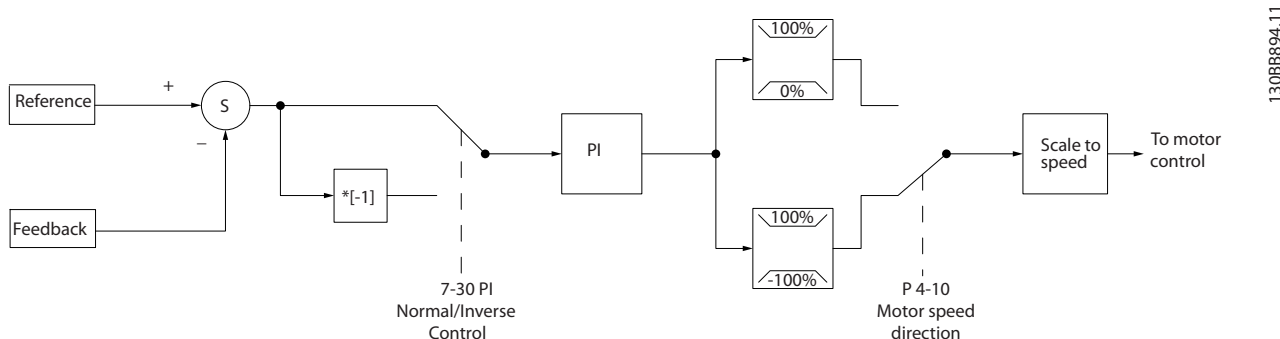 100%
0%
+
Reference
S
–
*[-1]
Feedback
7-30 PI
Normal/Inverse
Control
PI
100%
-100%
P 4-10
Motor speed
direction
Scale to
speed
To motor
control
130BB894.11